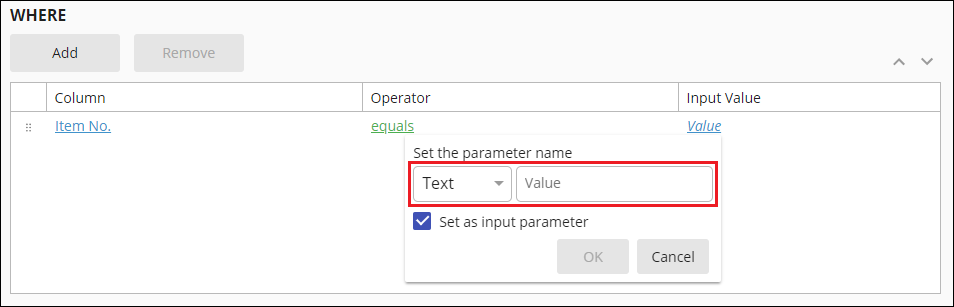 WHERE
Add Remove
Column Operator Input Value
Item No. equals Value
Set the parameter name
Text Value
Set as input parameter
OK Cancel